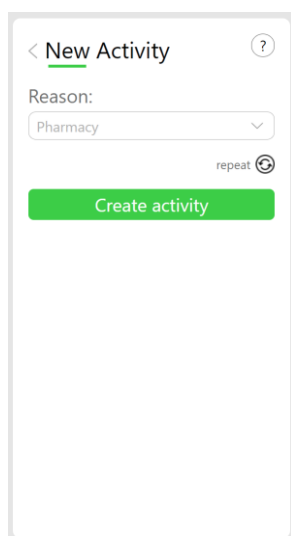 < New Activity ?
Reason:
Pharmacy
repeat
Create activity